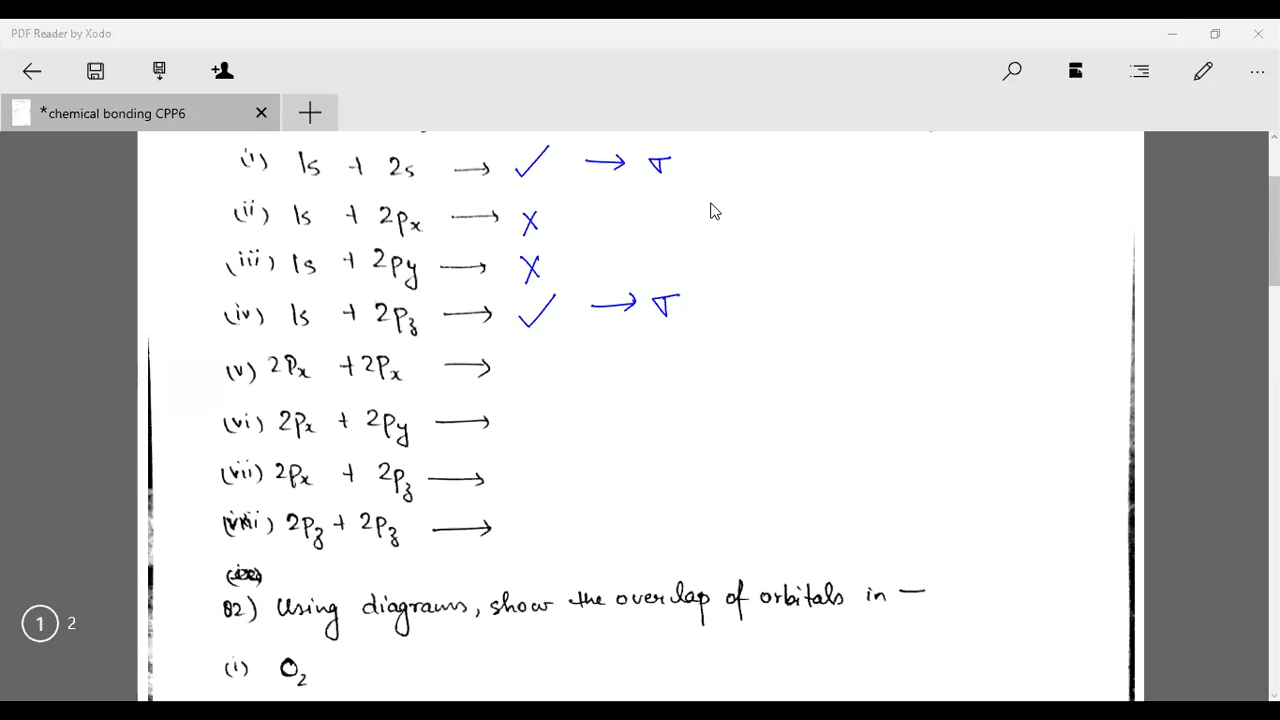 PDF Reader by Xodo
*chemical bonding CPP6
(i) 1s + 2s → ✓ → σ
(ii) 1s + 2px → X
(iii) 1s + 2py → X
(iv) 1s + 2pz → ✓ → σ
(v) 2Px + 2Px →
(vi) 2px + 2py →
(vii) 2px + 2pz →
(viii) 2pz + 2pz →
Q2) Using diagrams, show the overlap of orbitals in —
(i) O2
1 2